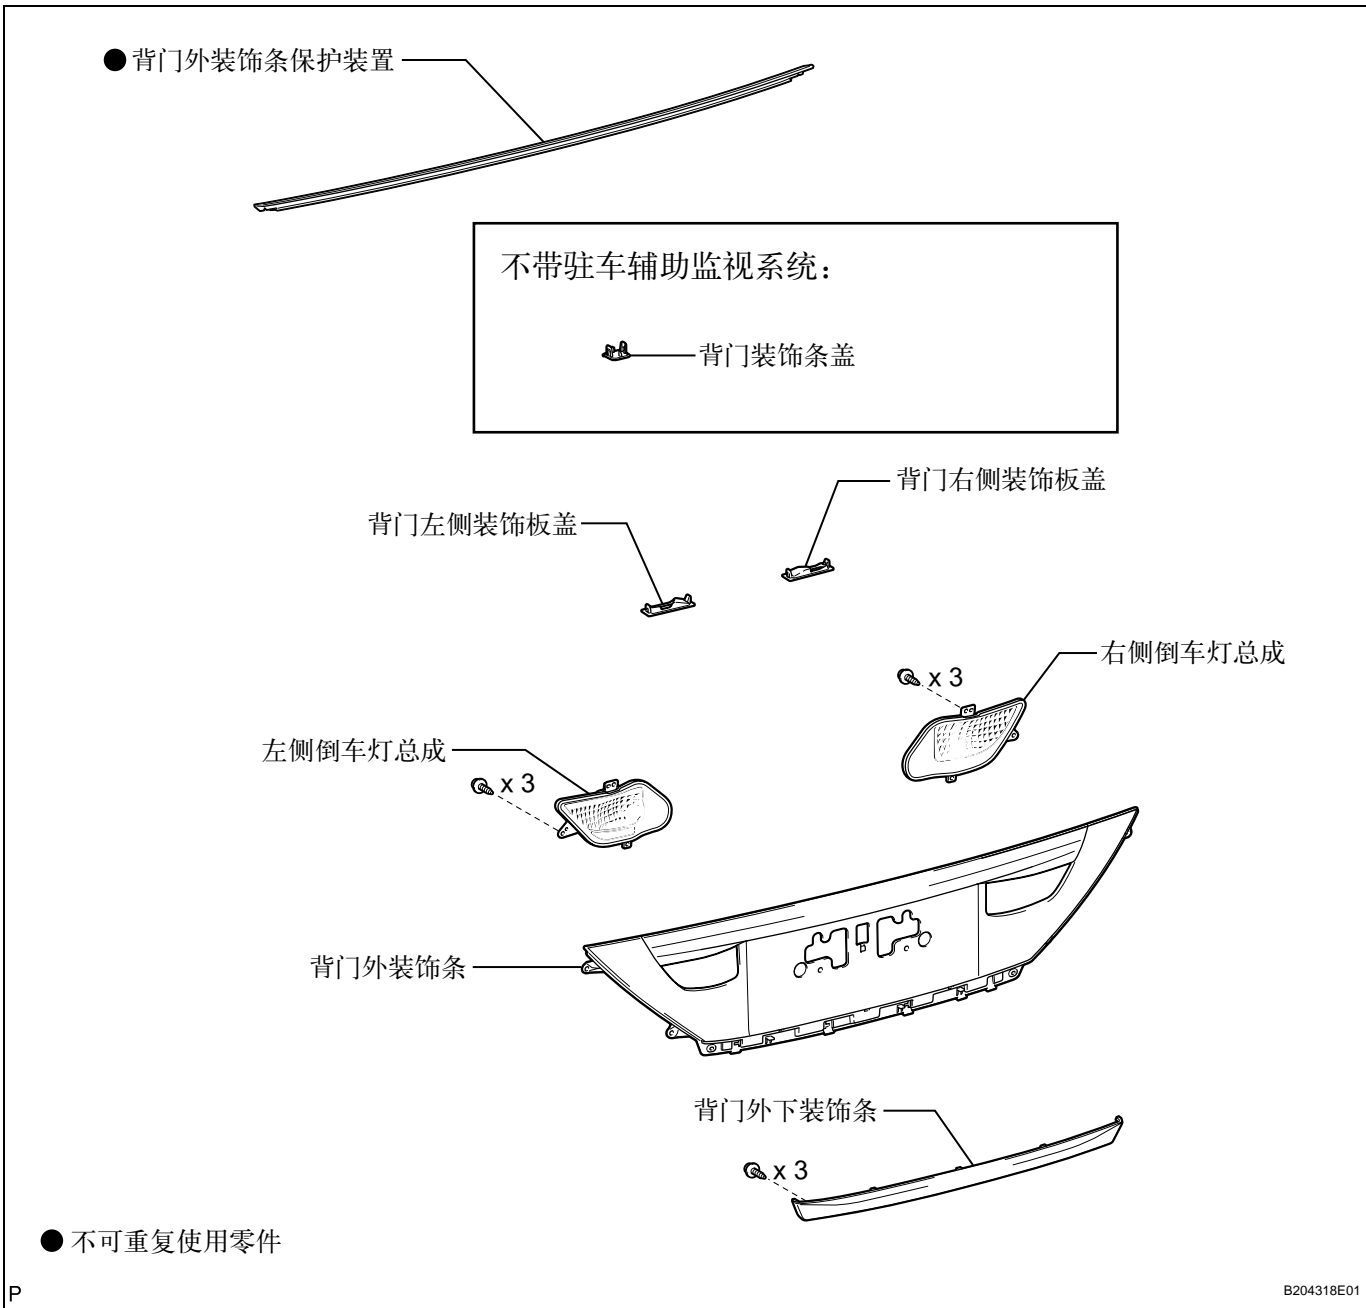 ●背门外装饰条保护装置
不带驻车辅助监视系统：
背门装饰条盖
背门右侧装饰板盖
背门左侧装饰板盖
右侧倒车灯总成
x 3
左侧倒车灯总成
x 3
背门外装饰条
背门外下装饰条
x 3
●不可重复使用零件
P
B204318E01